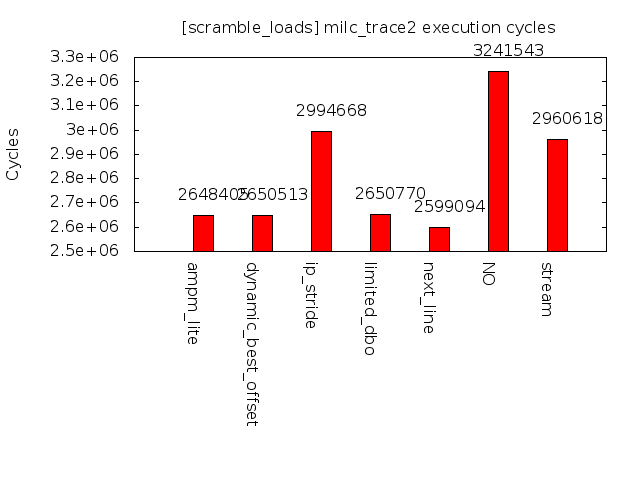 [scramble_loads] milc_trace2 execution cycles
Cycles
3.3e+06
3.2e+06
3.1e+06
3e+06
2.9e+06
2.8e+06
2.7e+06
2.6e+06
2.5e+06
2648405
2650513
2994668
2650770
2599094
3241543
2960618
ampm_lite
dynamic_best_offset
ip_stride
limited_dbo
next_line
NO
stream